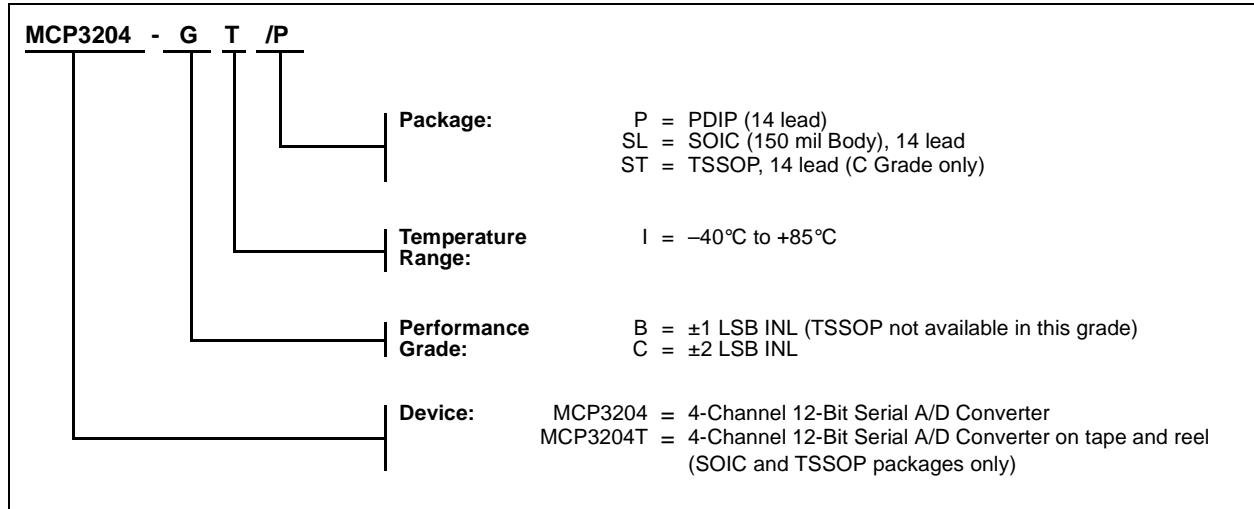 MCP3204 - G T /P
Package: P = PDIP (14 lead)
SL = SOIC (150 mil Body), 14 lead
ST = TSSOP, 14 lead (C Grade only)
Temperature I = –40°C to +85°C
Range:
Performance B = ±1 LSB INL (TSSOP not available in this grade)
Grade: C = ±2 LSB INL
Device: MCP3204 = 4-Channel 12-Bit Serial A/D Converter
MCP3204T = 4-Channel 12-Bit Serial A/D Converter on tape and reel
(SOIC and TSSOP packages only)